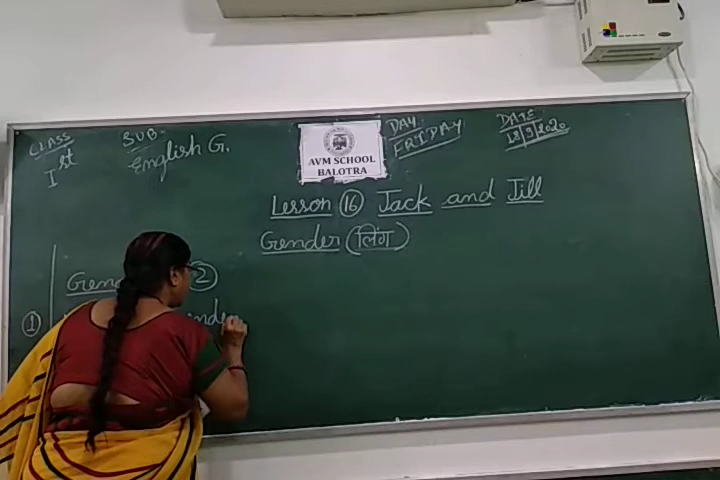 CLASS
Ist
SUB.
English G.
AVM SCHOOL
BALOTRA
DAY
FRIDAY
DATE
18/9/2020
Lesson 16 Jack and Jill
Gender (लिंग)
2
1